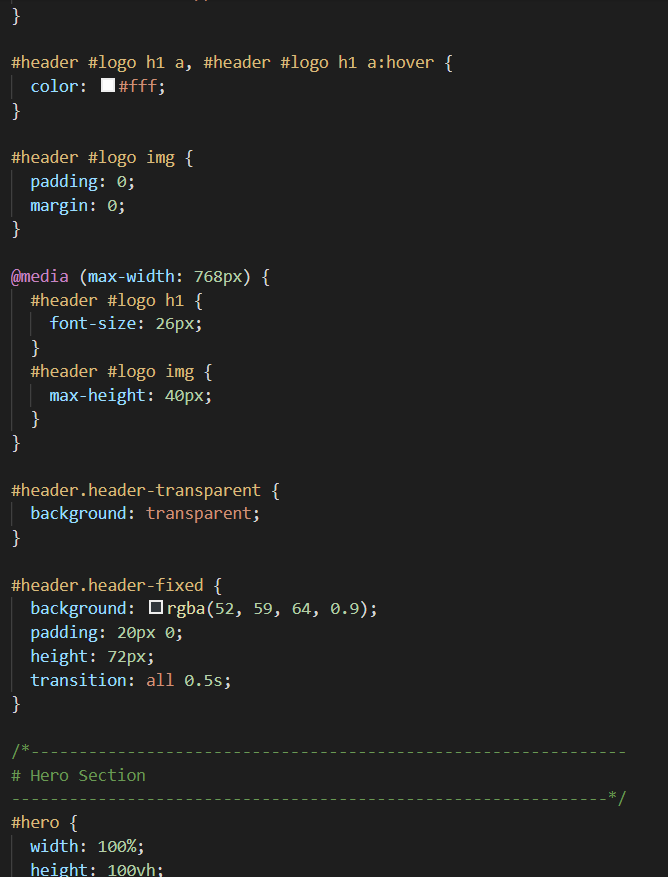 }
#header #logo h1 a, #header #logo h1 a:hover {
color: #fff;
}
#header #logo img {
padding: 0;
margin: 0;
}
@media (max-width: 768px) {
#header #logo h1 {
font-size: 26px;
}
#header #logo img {
max-height: 40px;
}
}
#header.header-transparent {
background: transparent;
}
#header.header-fixed {
background: rgba(52, 59, 64, 0.9);
padding: 20px 0;
height: 72px;
transition: all 0.5s;
}
/*--------------------------------------------------------------
# Hero Section
--------------------------------------------------------------*/
#hero {
width: 100%;
height: 100vh;